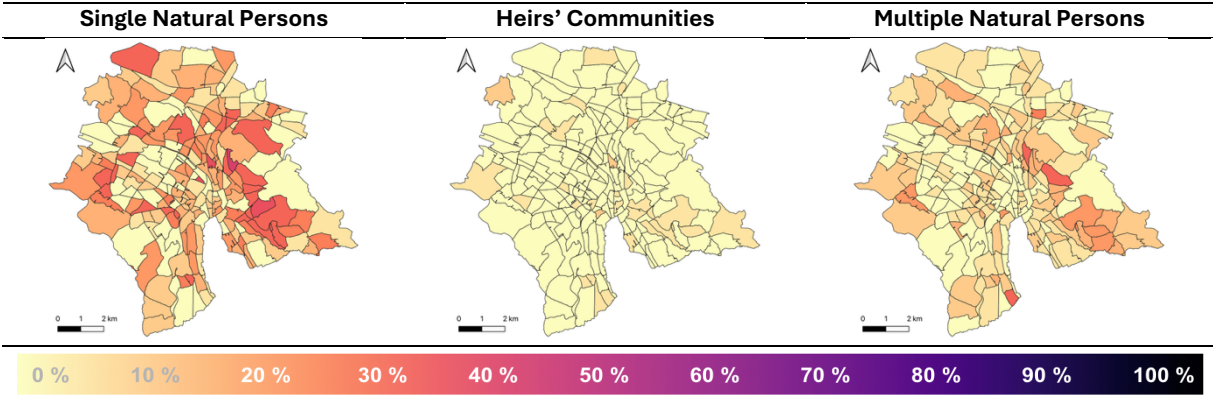 Single Natural Persons Heirs’ Communities Multiple Natural Persons
0 1 2 km 0 1 2 km 0 1 2 km
0 % 10 % 20 % 30 % 40 % 50 % 60 % 70 % 80 % 90 % 100 %